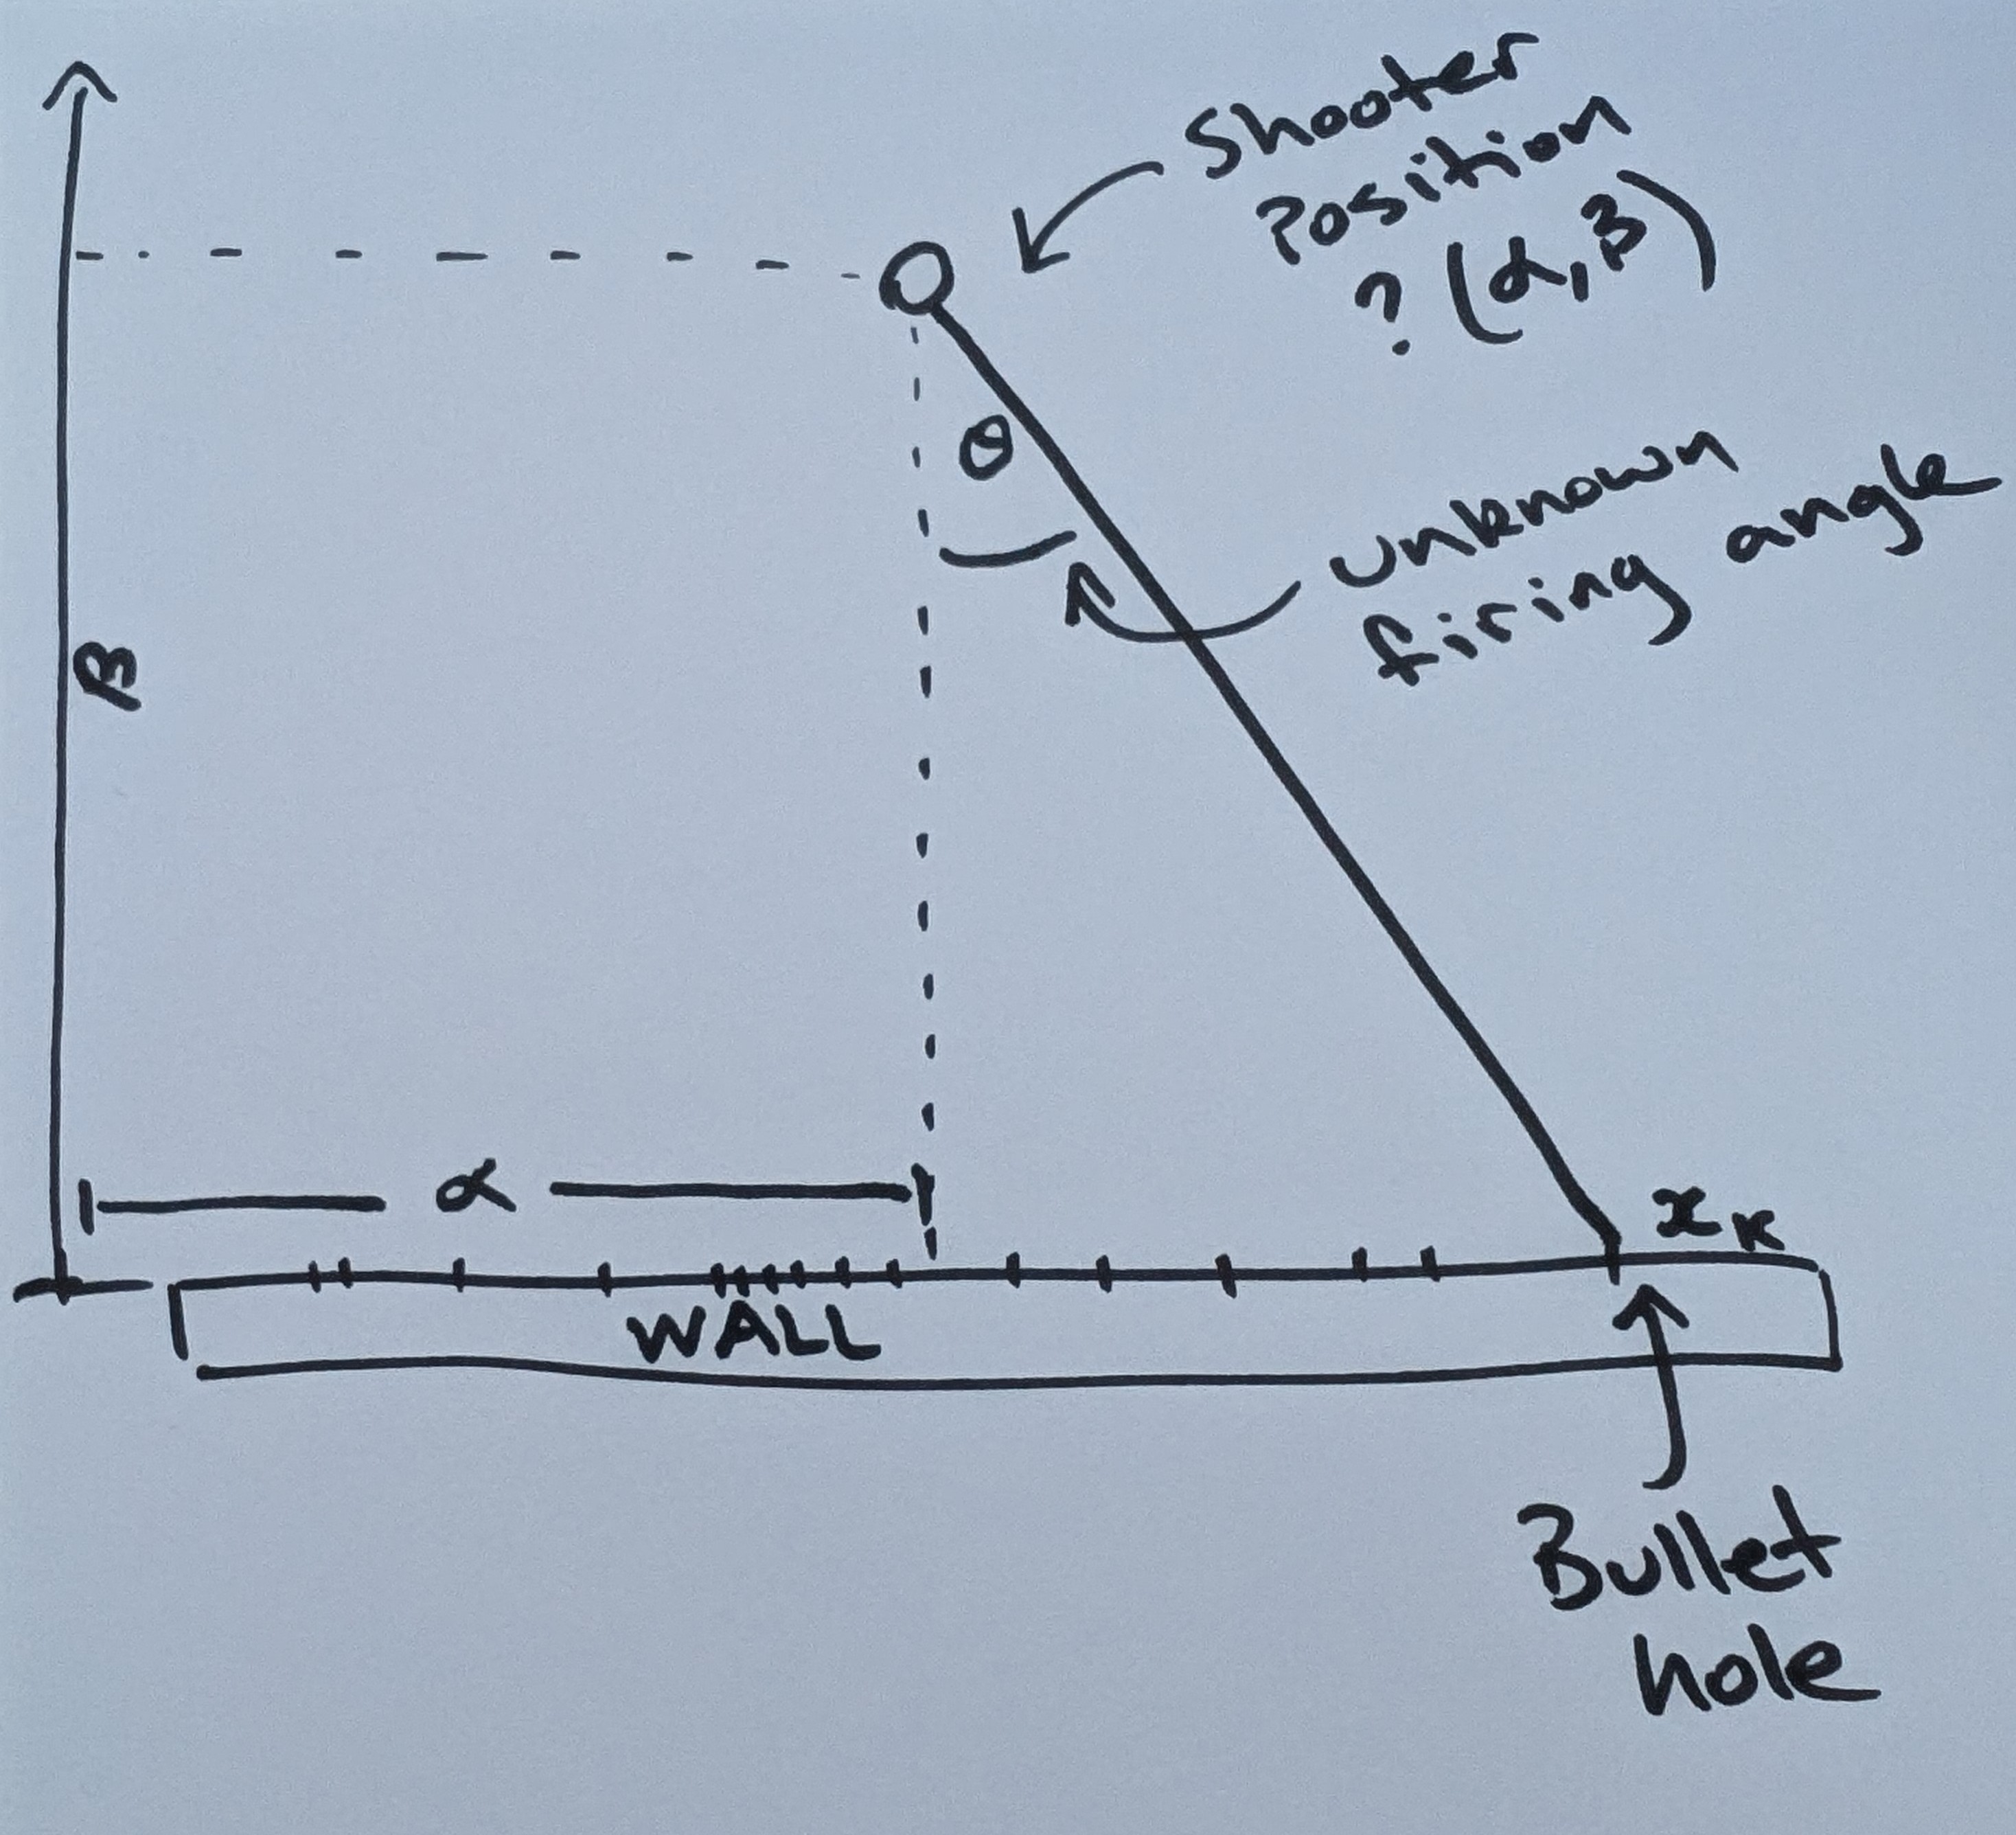 Shooter
Position
? (α,β)
θ
unknown
firing angle
β
α
x_K
WALL
Bullet
hole